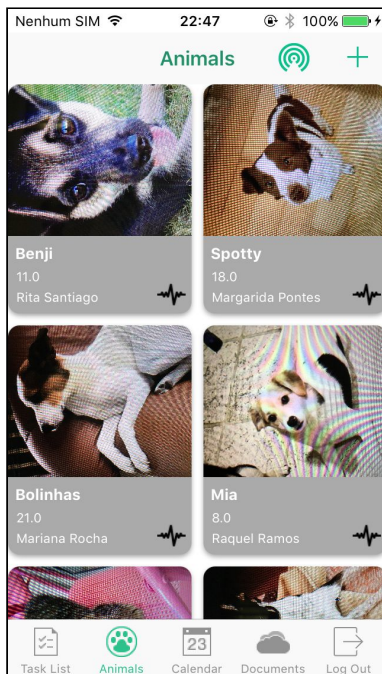 Nenhum SIM 22:47 100%
Animals
Benji
11.0
Rita Santiago
Spotty
18.0
Margarida Pontes
Bolinhas
21.0
Mariana Rocha
Mia
8.0
Raquel Ramos
23
Task List Animals Calendar Documents Log Out